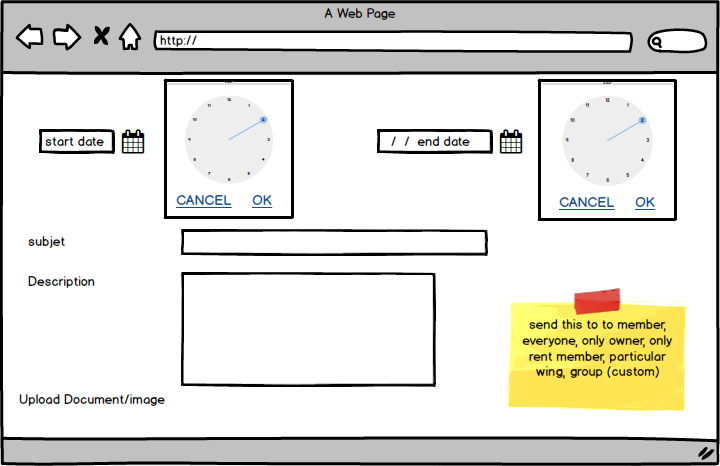 A Web Page
http://
start date
/ / end date
CANCEL OK
CANCEL OK
subjet
Description
send this to to member,
everyone, only owner, only
rent member, particular
wing, group (custom)
Upload Document/image